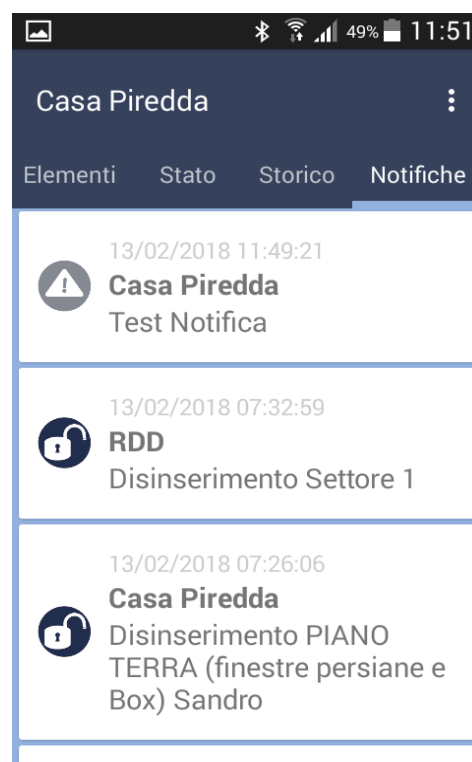 49% 11:51
Casa Piredda
Elementi Stato Storico Notifiche
13/02/2018 11:49:21
Casa Piredda
Test Notifica
13/02/2018 07:32:59
RDD
Disinserimento Settore 1
13/02/2018 07:26:06
Casa Piredda
Disinserimento PIANO
TERRA (finestre persiane e
Box) Sandro